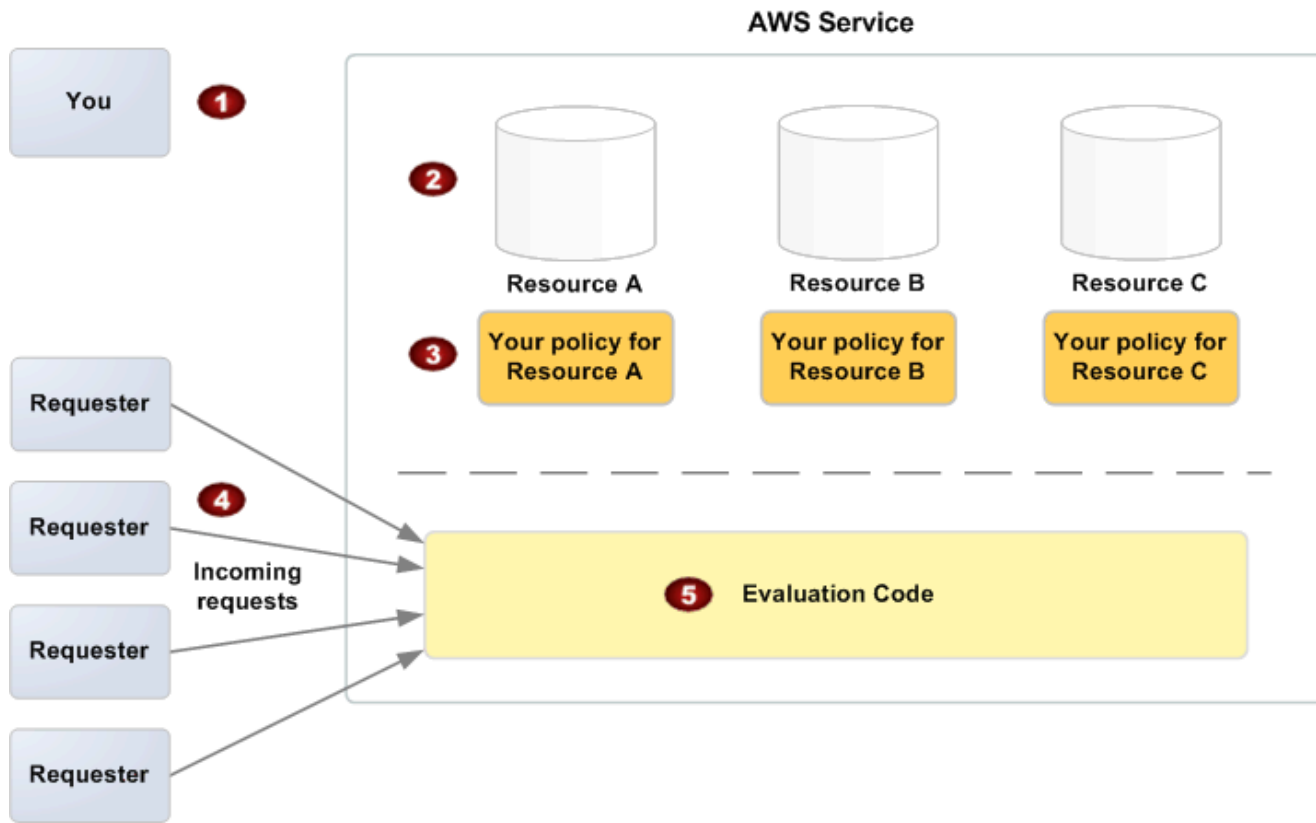 AWS Service
You
1
2
Resource A
Resource B
Resource C
3
Your policy for
Resource A
Your policy for
Resource B
Your policy for
Resource C
Requester
4
Requester
Incoming
requests
5
Evaluation Code
Requester
Requester